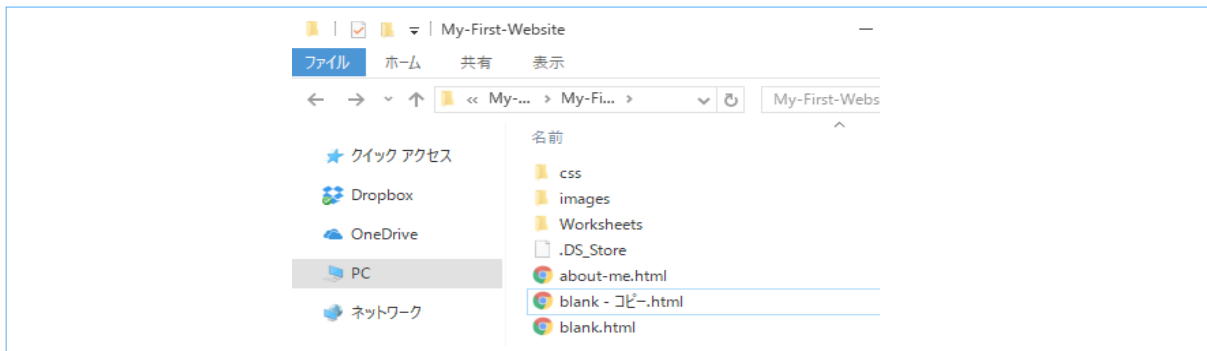 My-First-Website
ファイル ホーム 共有 表示
« My-... > My-Fi... > My-First-Webs
名前
クイック アクセス
Dropbox
OneDrive
PC
ネットワーク
css
images
Worksheets
.DS_Store
about-me.html
blank - コピー.html
blank.html